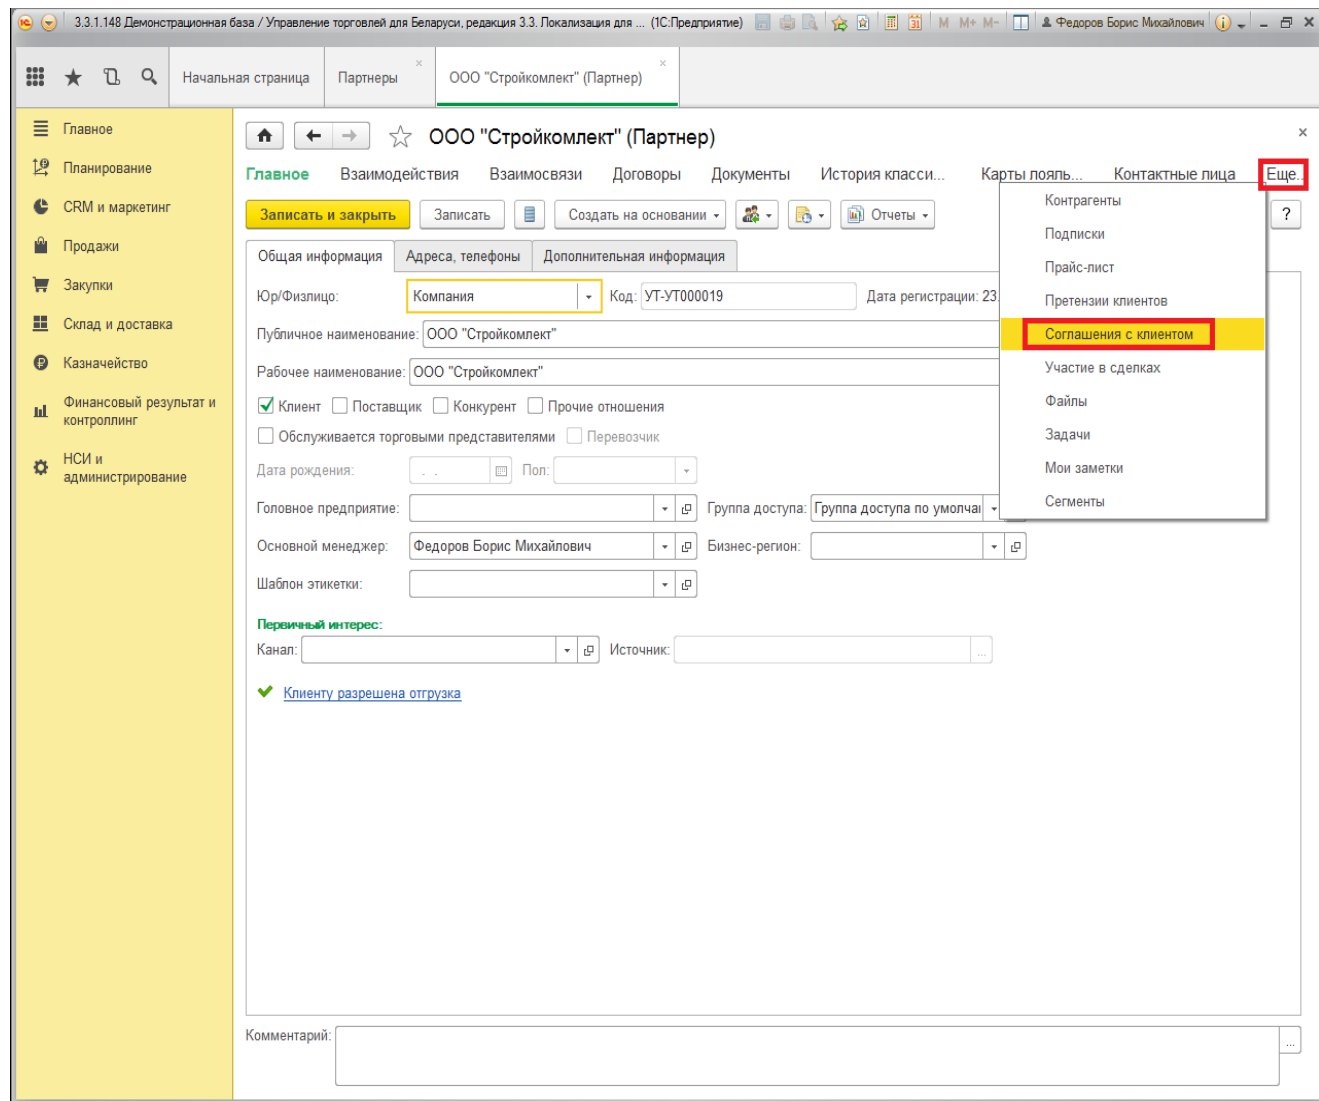 3.3.1.148 Демонстрационная база / Управление торговлей для Беларуси, редакция 3.3. Локализация для ... (1С:Предприятие) M M+ M- Федоров Борис Михайлович
Начальная страница Партнеры ООО "Стройкомлект" (Партнер)
Главное
Планирование
CRM и маркетинг
Продажи
Закупки
Склад и доставка
Казначейство
Финансовый результат и
контроллинг
НСИ и
администрирование
ООО "Стройкомлект" (Партнер)
Главное Взаимодействия Взаимосвязи Договоры Документы История класси... Карты лояль... Контактные лица Еще..
Записать и закрыть Записать Создать на основании Отчеты ?
Общая информация Адреса, телефоны Дополнительная информация
Юр/Физлицо: Компания Код: УТ-УТ000019 Дата регистрации: 23.
Публичное наименование: ООО "Стройкомлект"
Рабочее наименование: ООО "Стройкомлект"
Клиент Поставщик Конкурент Прочие отношения
Обслуживается торговыми представителями Перевозчик
Дата рождения: . . Пол:
Головное предприятие: Группа доступа: Группа доступа по умолчаı
Основной менеджер: Федоров Борис Михайлович Бизнес-регион:
Шаблон этикетки:
Первичный интерес:
Канал: Источник: ...
Клиенту разрешена отгрузка
Контрагенты
Подписки
Прайс-лист
Претензии клиентов
Соглашения с клиентом
Участие в сделках
Файлы
Задачи
Мои заметки
Сегменты
Комментарий: ...